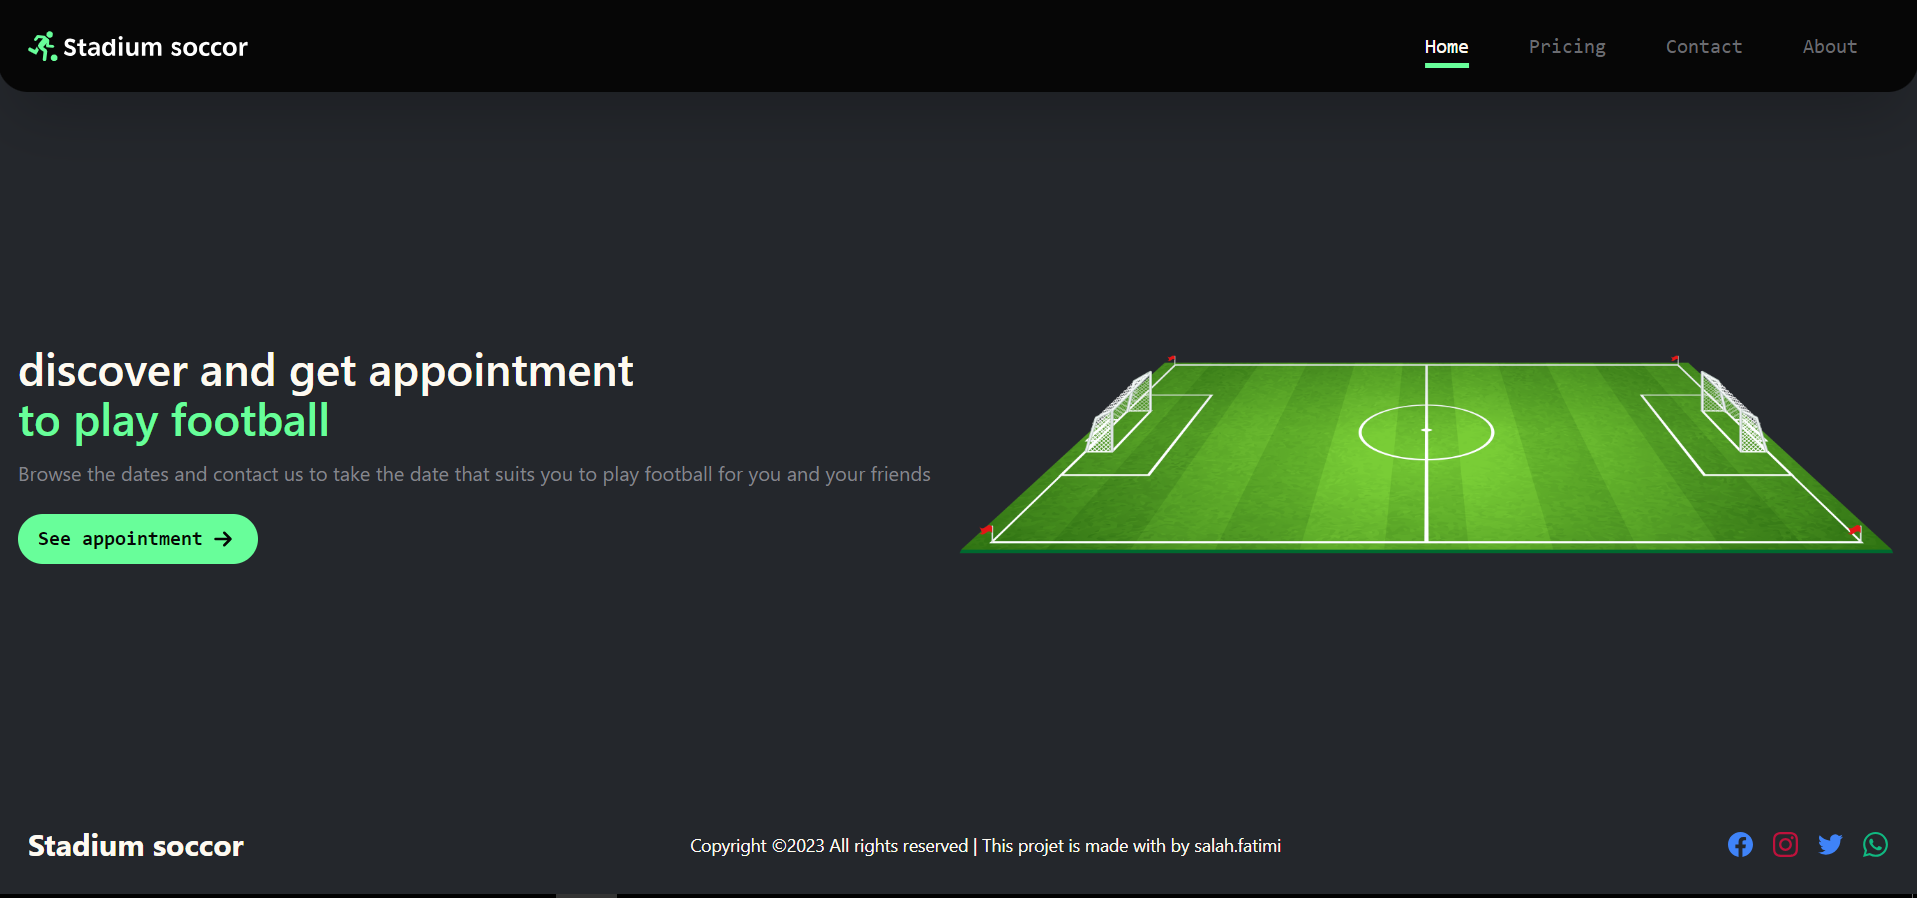 Stadium soccor
Home Pricing Contact About
discover and get appointment
to play football
Browse the dates and contact us to take the date that suits you to play football for you and your friends
See appointment
Stadium soccor
Copyright ©2023 All rights reserved | This projet is made with by salah.fatimi